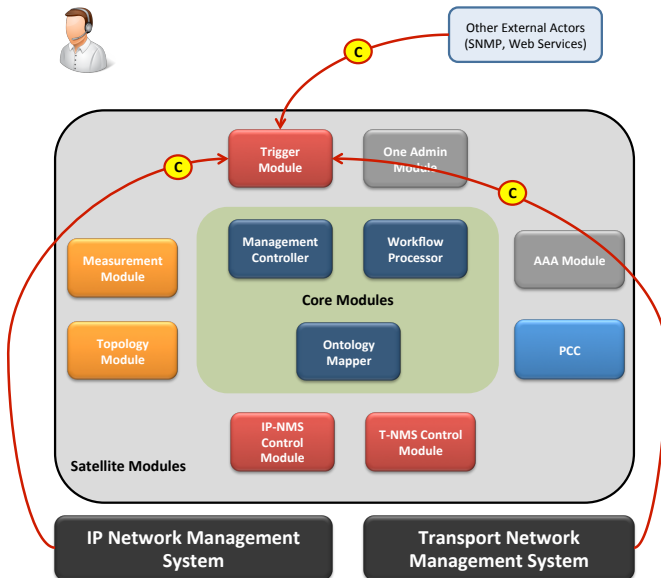 Other External Actors
(SNMP, Web Services)
C
Trigger
Module
One Admin
Module
C
C
Management
Controller
Workflow
Processor
Measurement
Module
AAA Module
Core Modules
Topology
Module
Ontology
Mapper
PCC
IP-NMS
Control
Module
T-NMS Control
Module
Satellite Modules
IP Network Management
System
Transport Network
Management System